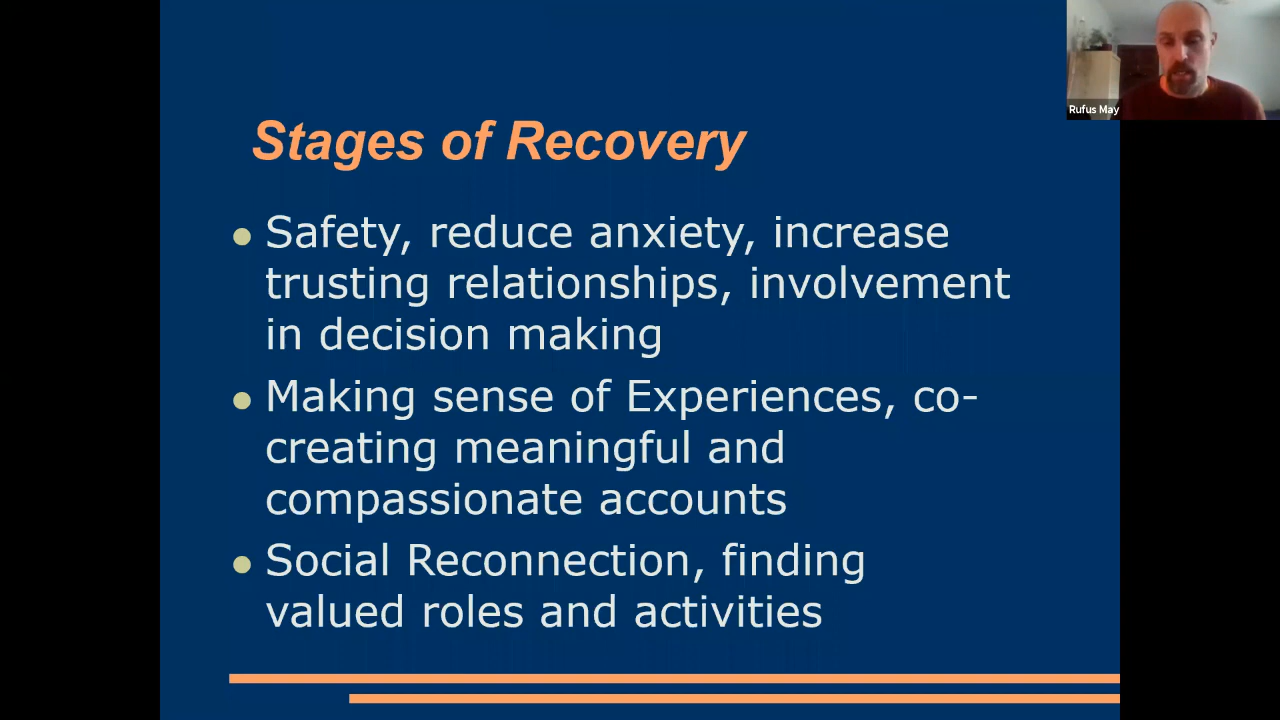 Rufus May
Stages of Recovery
Safety, reduce anxiety, increase
trusting relationships, involvement
in decision making
Making sense of Experiences, co-
creating meaningful and
compassionate accounts
Social Reconnection, finding
valued roles and activities